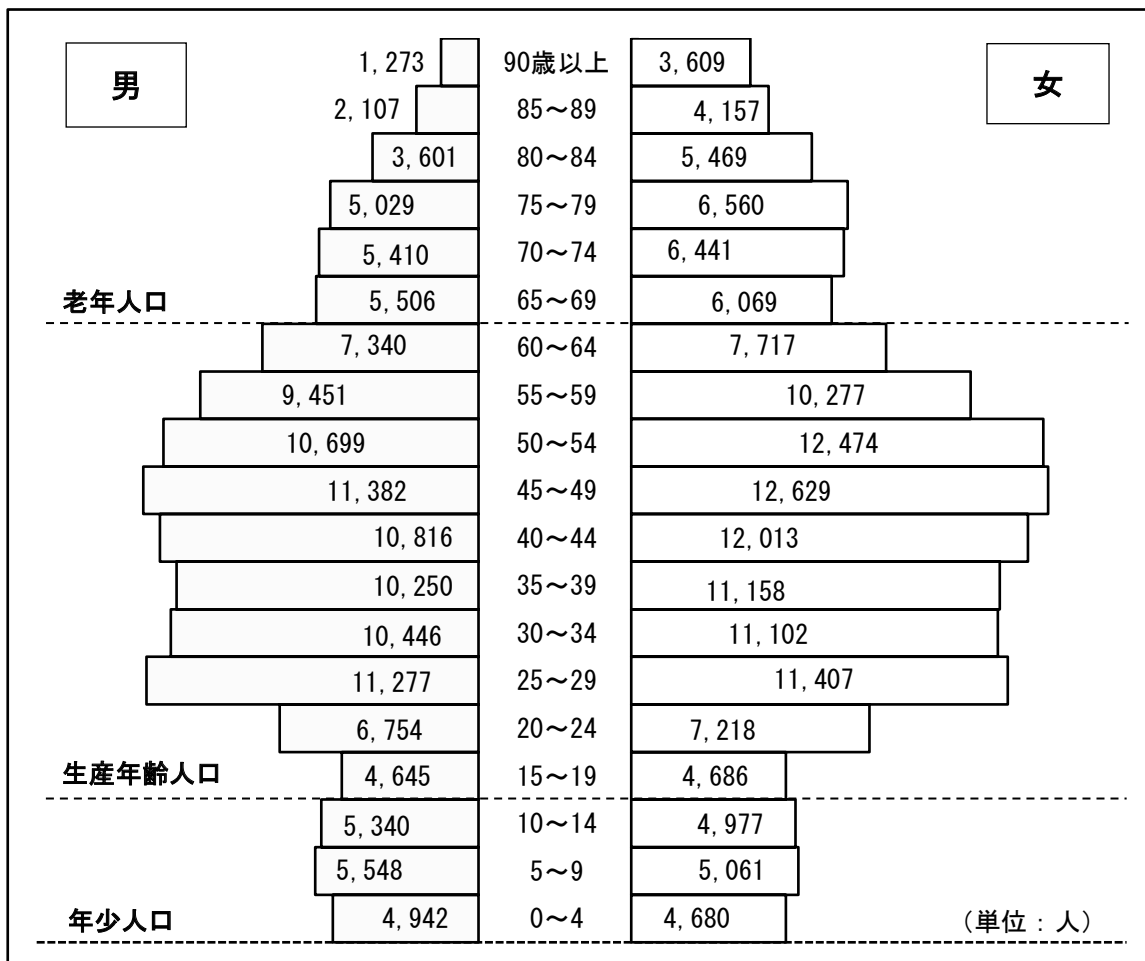 男
女
1,273 90歳以上 3,609
2,107 85～89 4,157
3,601 80～84 5,469
5,029 75～79 6,560
5,410 70～74 6,441
老年人口 5,506 65～69 6,069
7,340 60～64 7,717
9,451 55～59 10,277
10,699 50～54 12,474
11,382 45～49 12,629
10,816 40～44 12,013
10,250 35～39 11,158
10,446 30～34 11,102
11,277 25～29 11,407
6,754 20～24 7,218
生産年齢人口 4,645 15～19 4,686
5,340 10～14 4,977
5,548 5～9 5,061
年少人口 4,942 0～4 4,680 （単位：人）